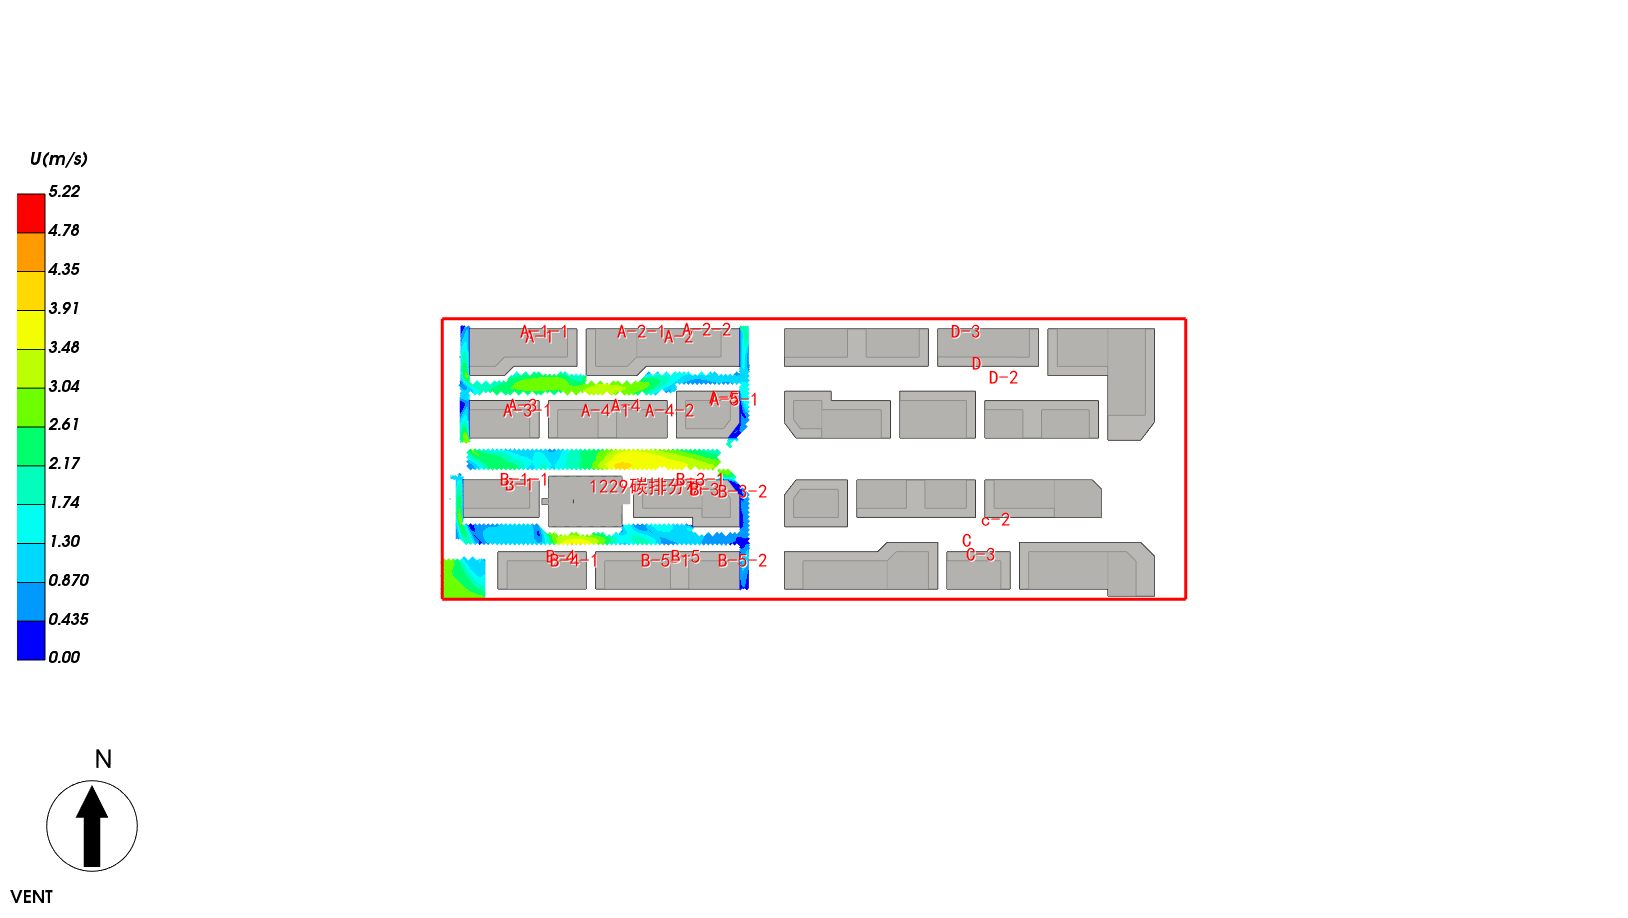 U(m/s)
5.22
4.78
4.35
3.91
3.48
3.04
2.61
2.17
1.74
1.30
0.870
0.435
0.00
A-1-1
A-1
A-2-1
A-2
A-2-2
D-3
D
D-2
A-3
A-3-1
A-4-1
A-4
A-4-2
A-5-1
B-1-1
B-1
1229碳排分析
B-3-1
B-3
B-3-2
c-2
C
C-3
B-4
B-4-1
B-5-1
B-5
B-5-2
N
VENT